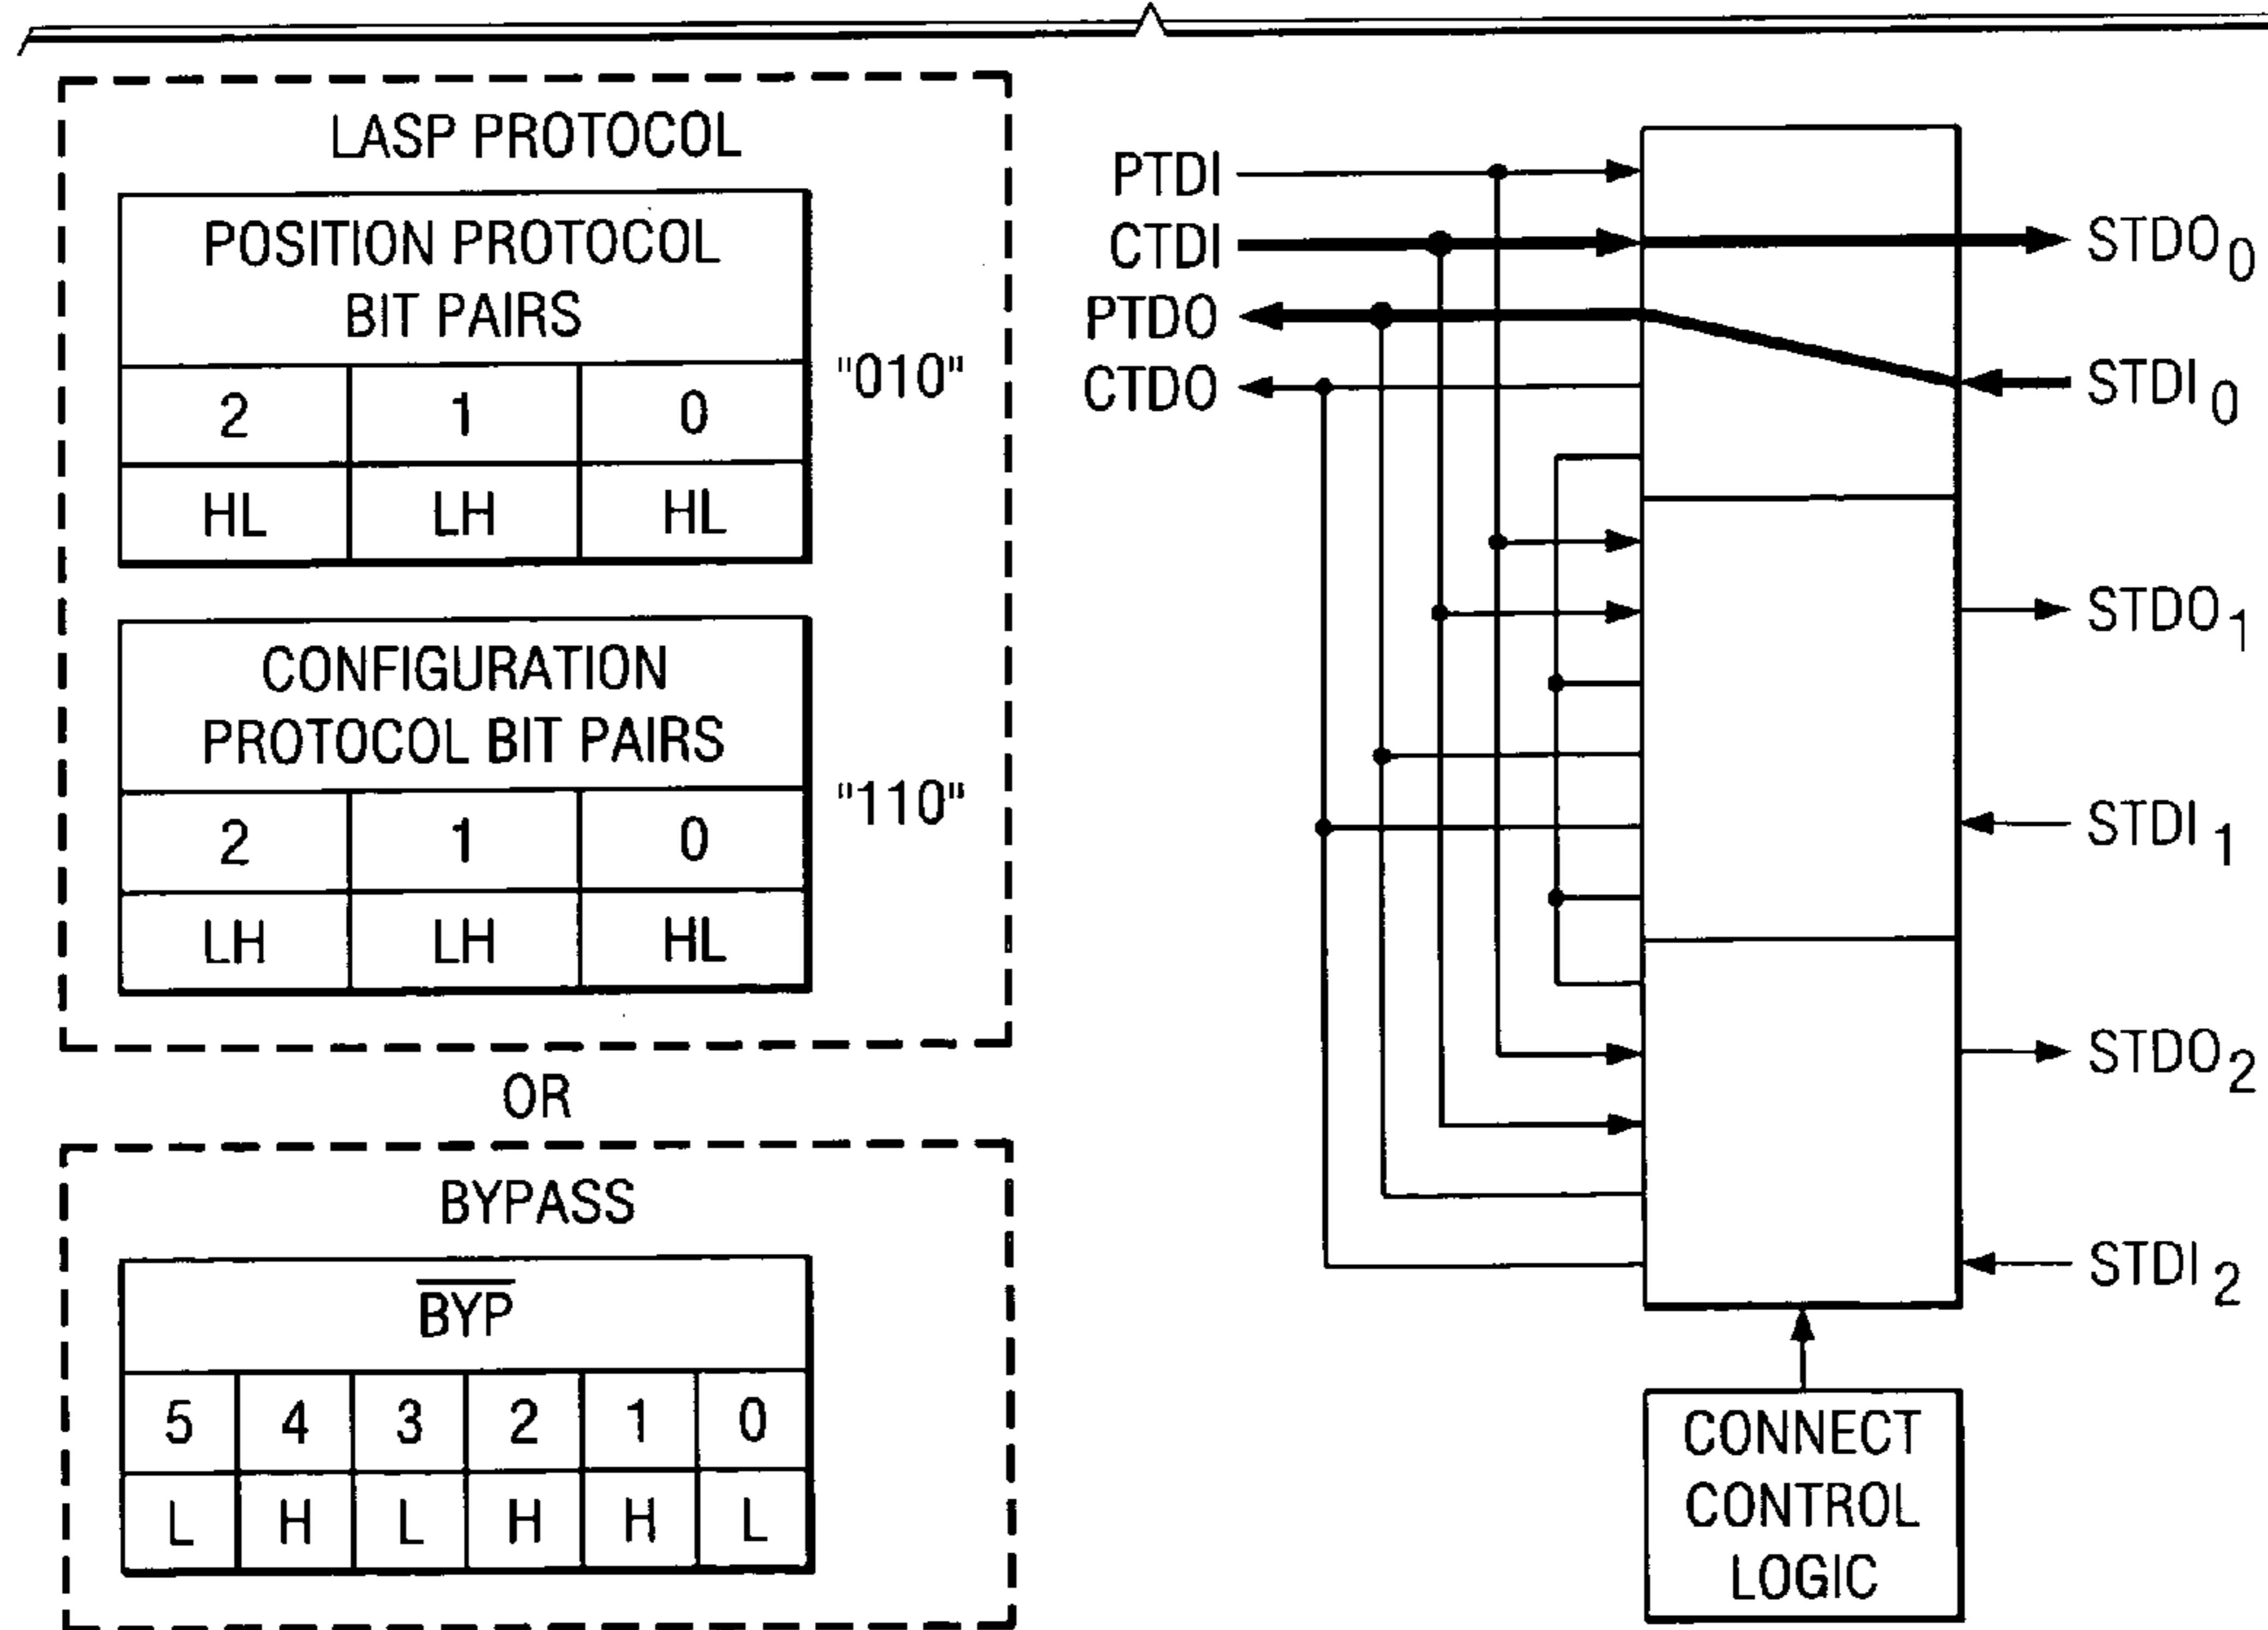 LASP PROTOCOL
POSITION PROTOCOL
BIT PAIRS
2 1 0
HL LH HL
"010"
CONFIGURATION
PROTOCOL BIT PAIRS
2 1 0
LH LH HL
"110"
OR
BYPASS
BYP
5 4 3 2 1 0
L H L H H L
PTDI
CTDI
PTDO
CTDO
STDO0
STDI0
STDO1
STDI1
STDO2
STDI2
CONNECT
CONTROL
LOGIC